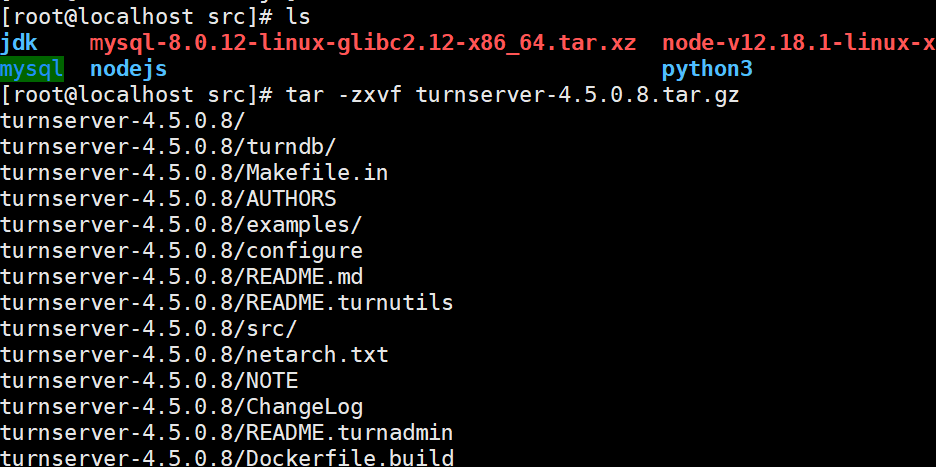 [root@localhost src]# ls
jdk mysql-8.0.12-linux-glibc2.12-x86_64.tar.xz node-v12.18.1-linux-x
mysql nodejs python3
[root@localhost src]# tar -zxvf turnserver-4.5.0.8.tar.gz
turnserver-4.5.0.8/
turnserver-4.5.0.8/turndb/
turnserver-4.5.0.8/Makefile.in
turnserver-4.5.0.8/AUTHORS
turnserver-4.5.0.8/examples/
turnserver-4.5.0.8/configure
turnserver-4.5.0.8/README.md
turnserver-4.5.0.8/README.turnutils
turnserver-4.5.0.8/src/
turnserver-4.5.0.8/netarch.txt
turnserver-4.5.0.8/NOTE
turnserver-4.5.0.8/ChangeLog
turnserver-4.5.0.8/README.turnadmin
turnserver-4.5.0.8/Dockerfile.build